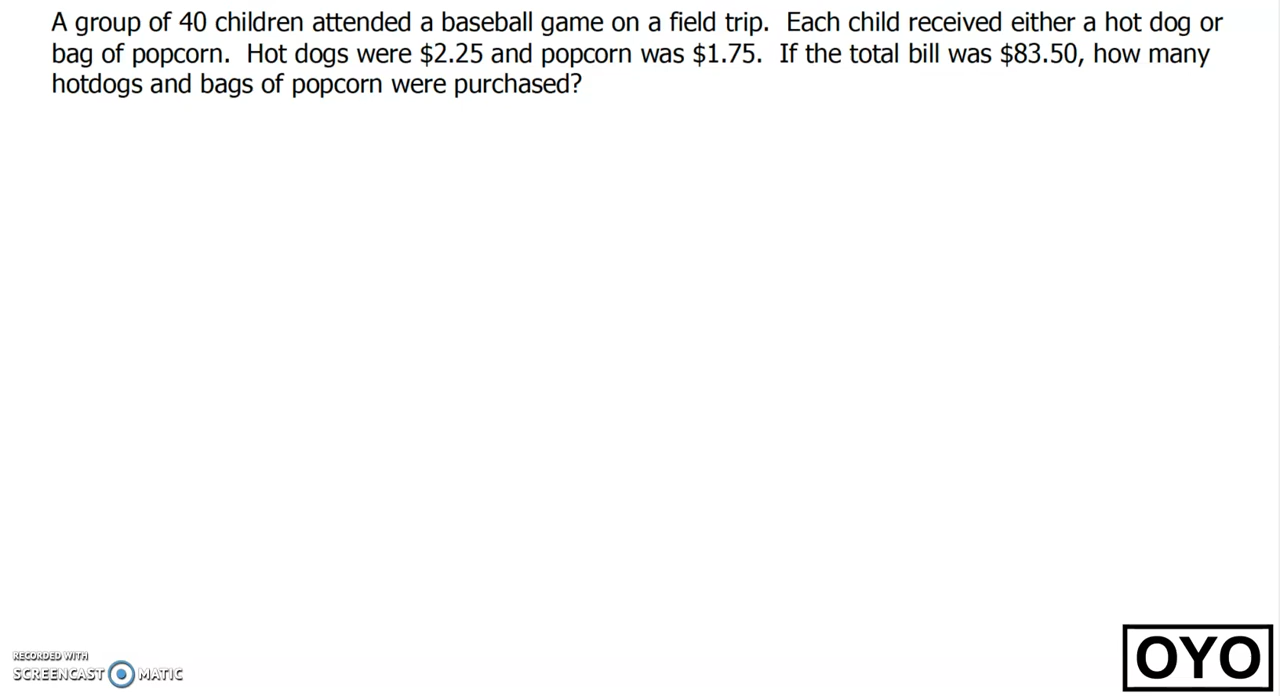 A group of 40 children attended a baseball game on a field trip.  Each child received either a hot dog or
bag of popcorn.  Hot dogs were $2.25 and popcorn was $1.75.  If the total bill was $83.50, how many
hotdogs and bags of popcorn were purchased?
RECORDED WITH
SCREENCAST MATIC
OYO